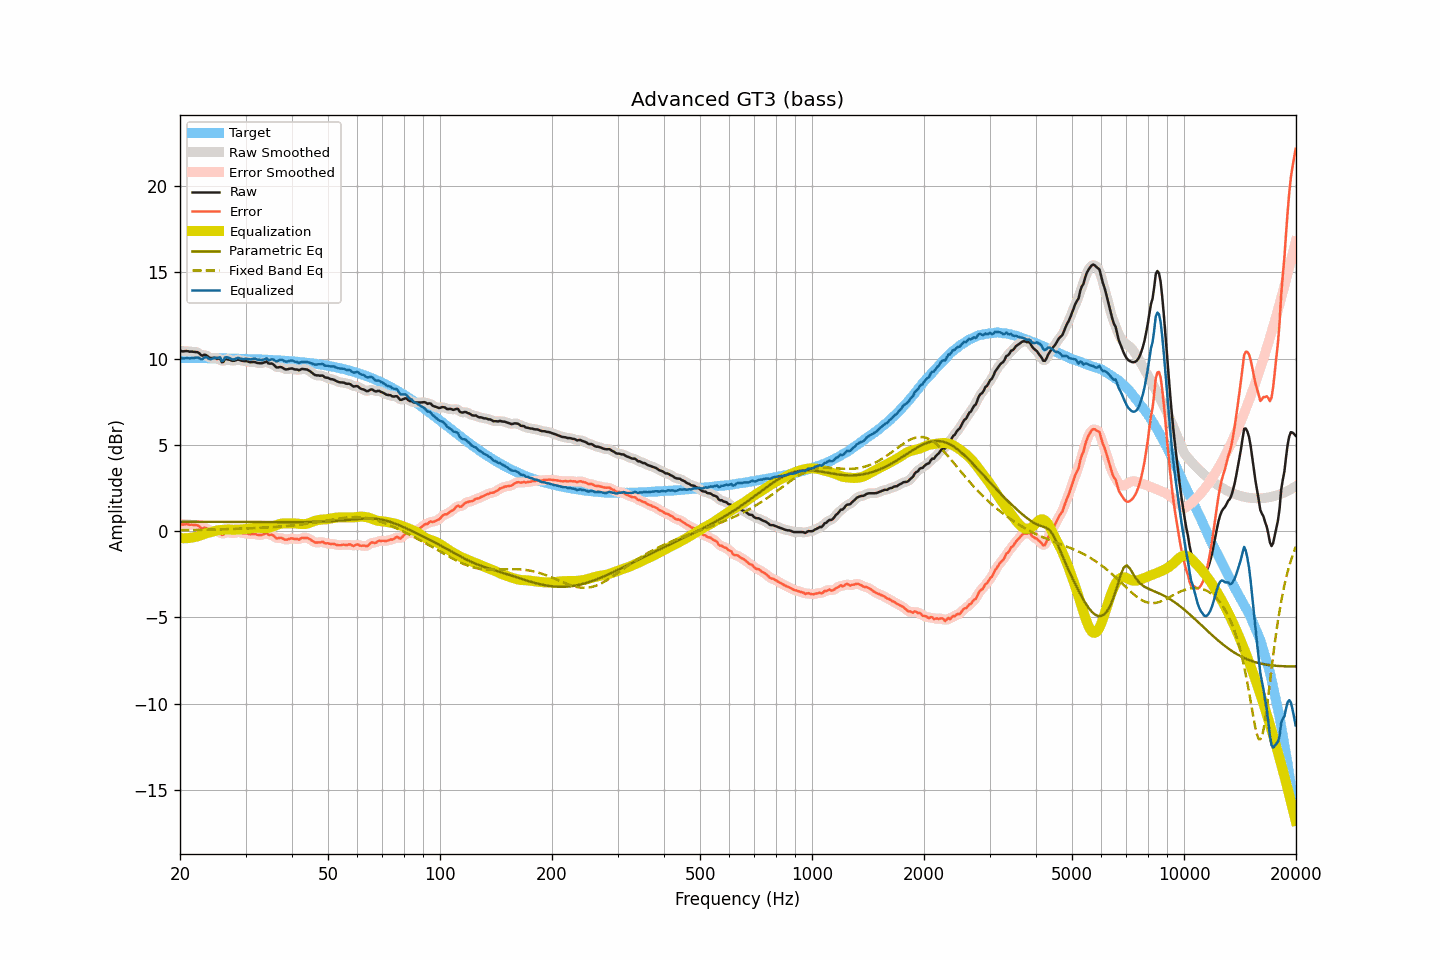 Advanced GT3 (bass)
Target
Raw Smoothed
Error Smoothed
Raw
Error
Equalization
Parametric Eq
Fixed Band Eq
Equalized
20
15
10
5
0
−5
−10
−15
Amplitude (dBr)
20 50 100 200 500 1000 2000 5000 10000 20000
Frequency (Hz)